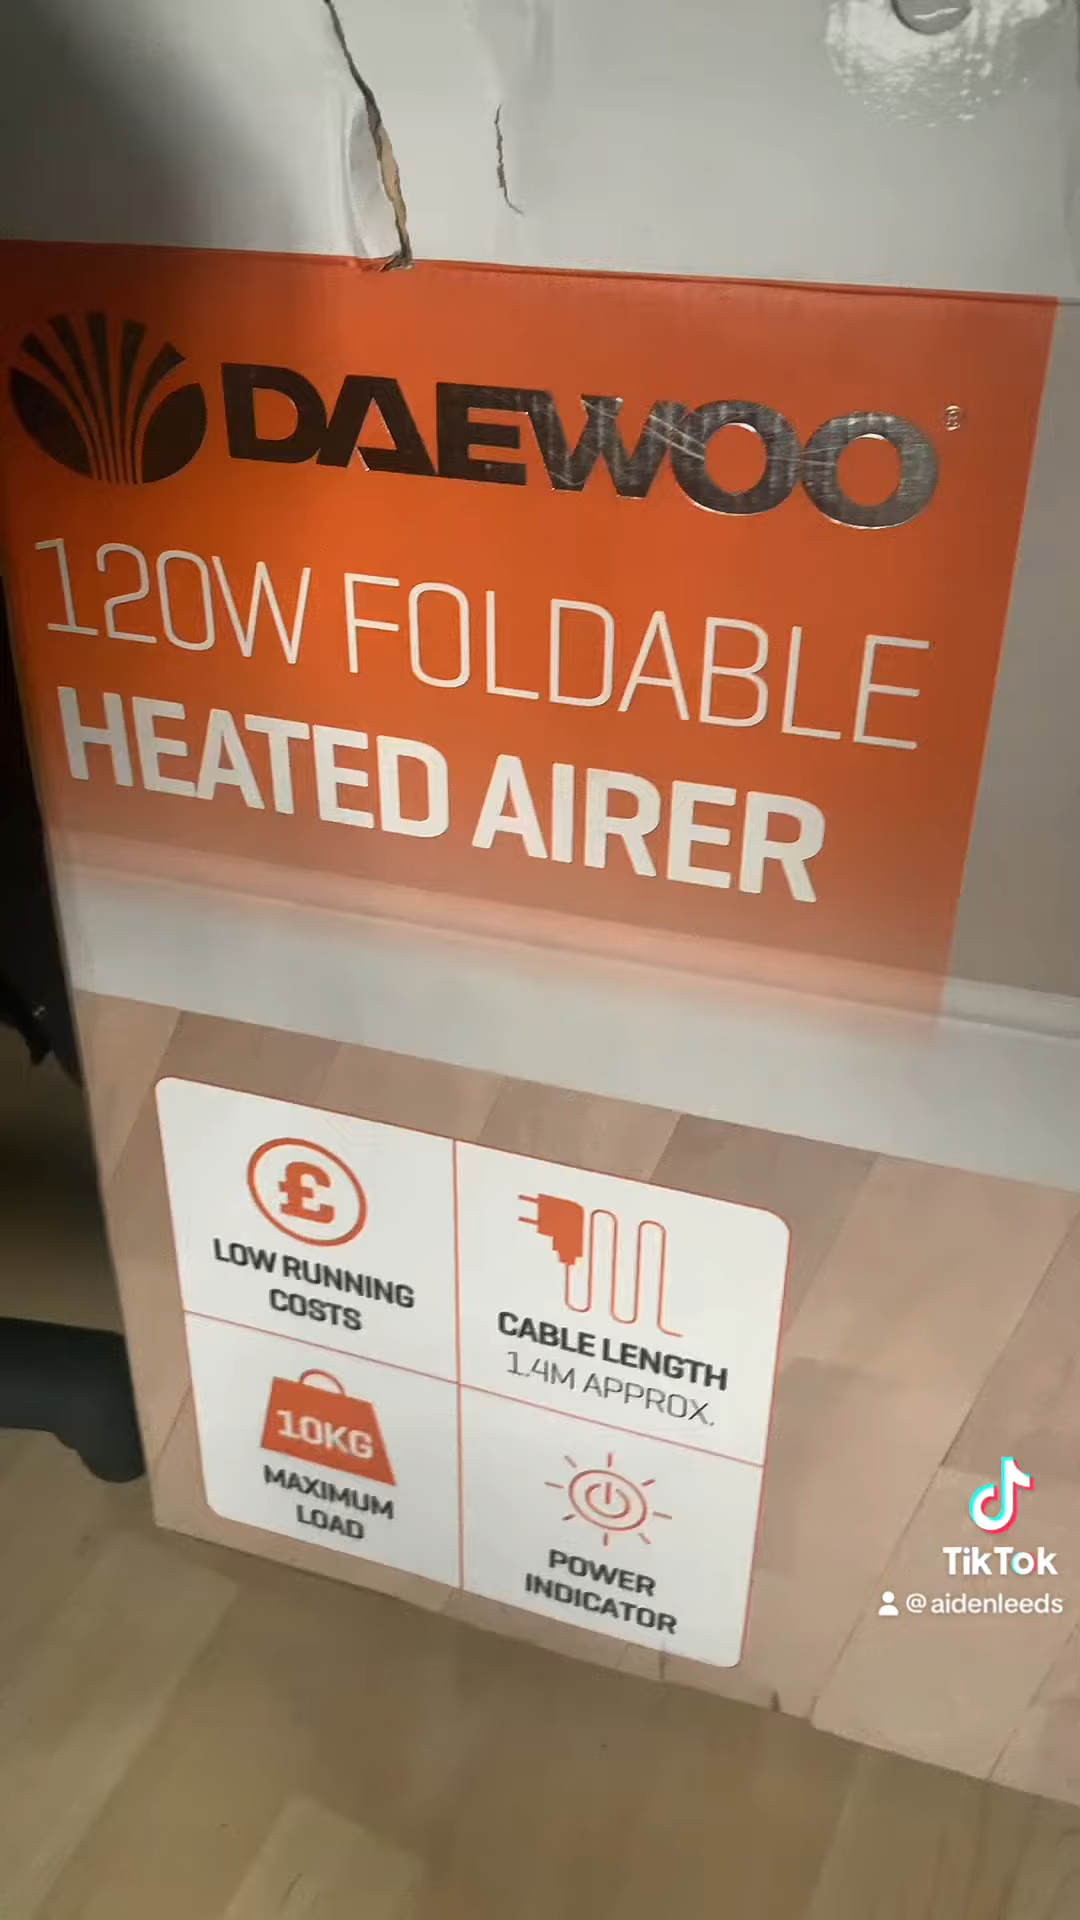 DAEWOO®
120W FOLDABLE
HEATED AIRER
£
LOW RUNNING
COSTS
CABLE LENGTH
1.4M APPROX.
10KG
MAXIMUM
LOAD
POWER
INDICATOR
TikTok
@aidenleeds